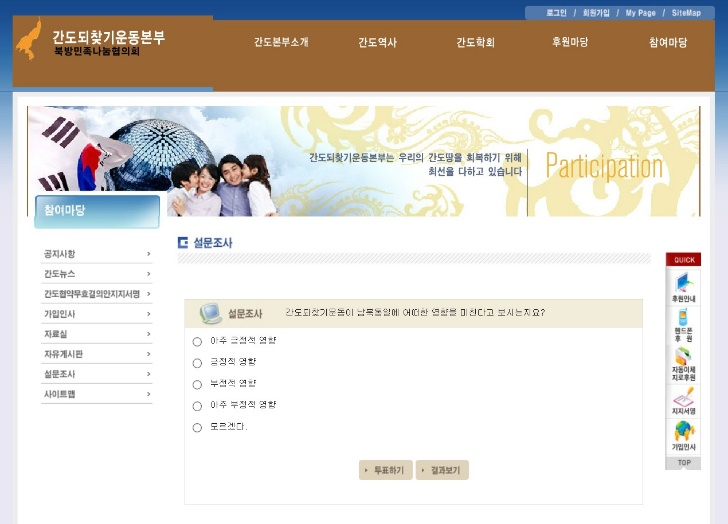 로그인 / 회원가입 / My Page / SiteMap
간도되찾기운동본부
북방민족나눔협의회
간도본부소개 간도역사 간도학회 후원마당 참여마당
간도되찾기운동본부는 우리의 간도땅을 회복하기 위해
최선을 다하고 있습니다
Participation
참여마당
공지사항
간도뉴스
간도협약무효결의안지지서명
가입인사
자료실
자유게시판
설문조사
사이트맵
설문조사
설문조사 간도되찾기운동이 남북통일에 어떠한 영향을 미친다고 보시는지요?
아주 긍정적 영향
긍정적 영향
부정적 영향
아주 부정적 영향
모르겠다.
투표하기 결과보기
QUICK
후원안내
핸드폰
후 원
자동이체
지로후원
지지서명
가입인사
TOP